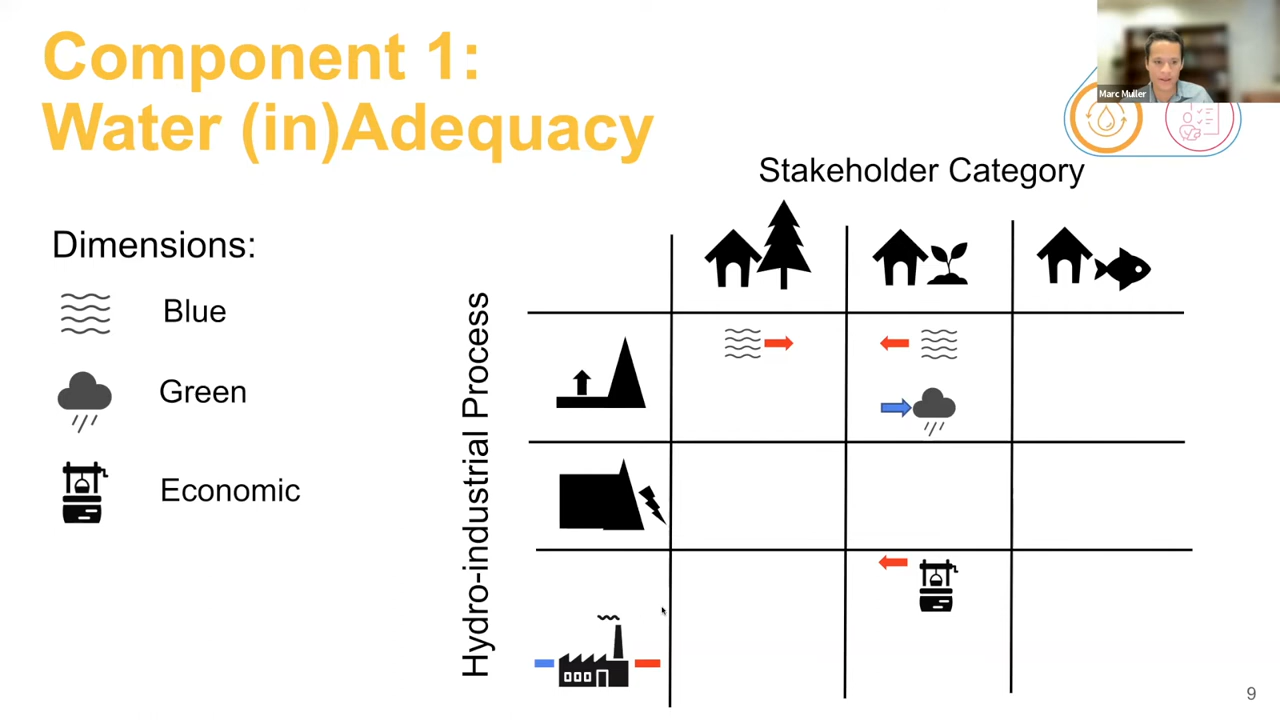 Component 1:
Water (in)Adequacy
Marc Muller
Stakeholder Category
Dimensions:
Blue
Green
Economic
Hydro-industrial Process
9